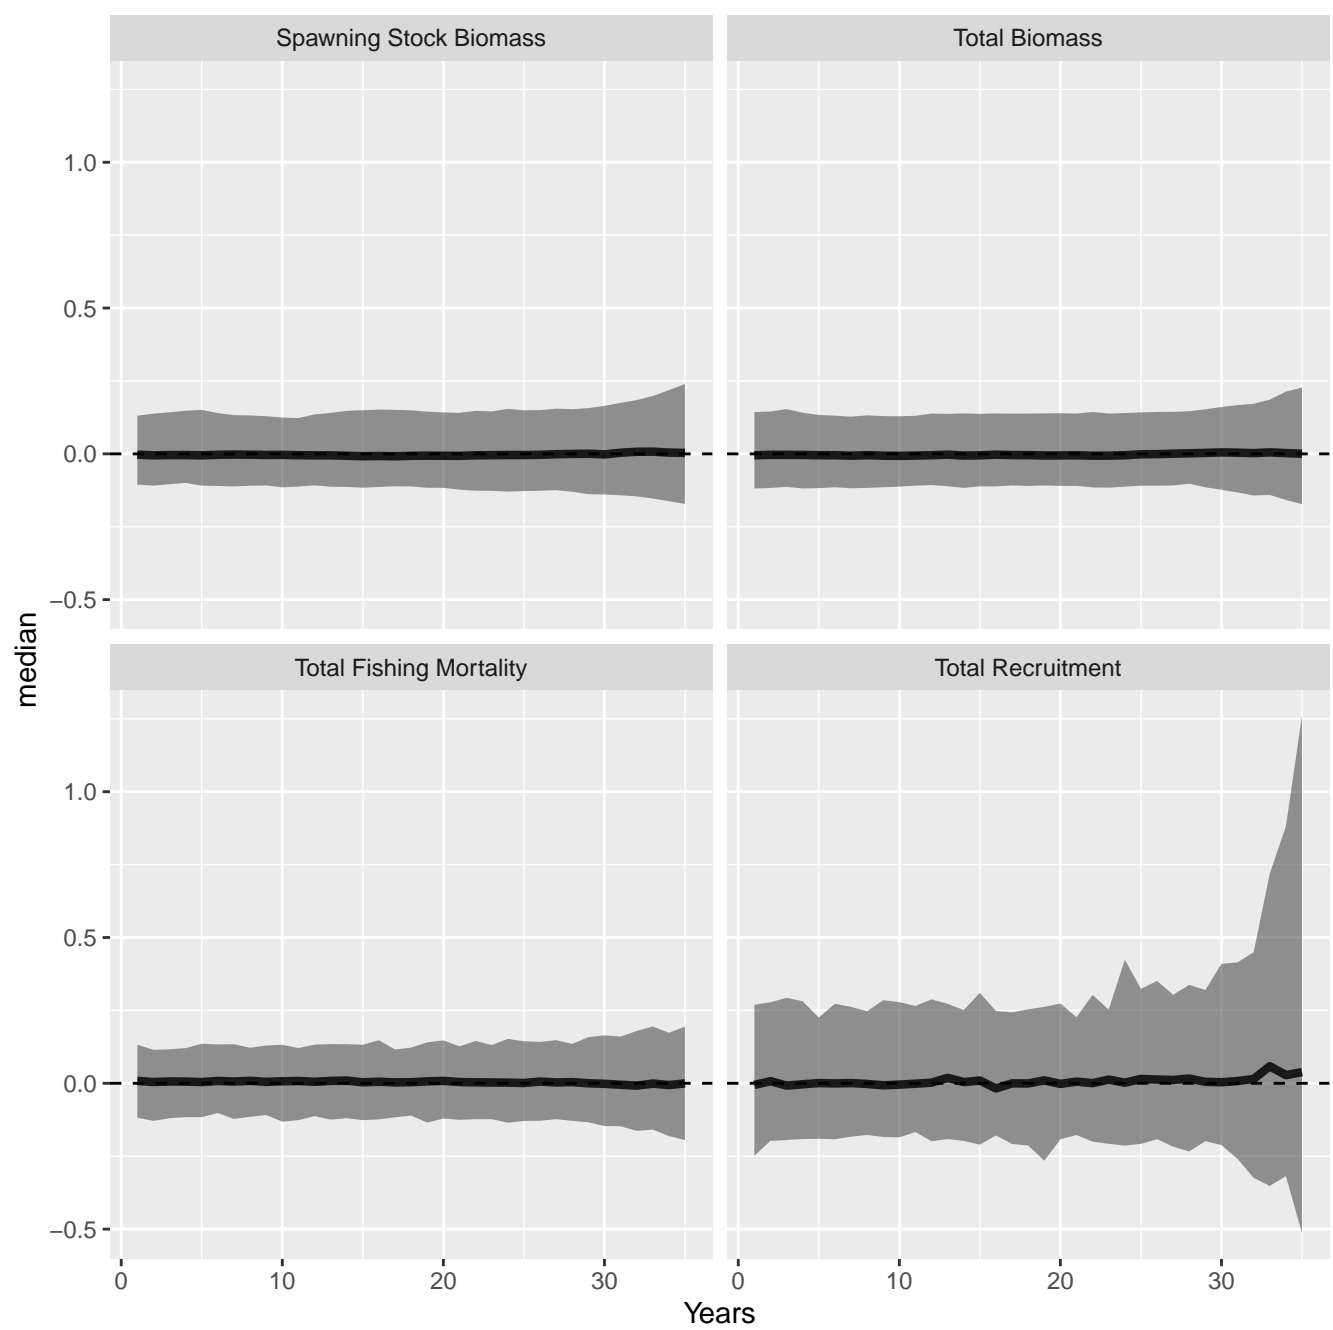 Spawning Stock Biomass
Total Biomass
1.0
0.5
0.0
−0.5
Total Fishing Mortality
Total Recruitment
1.0
0.5
0.0
−0.5
0 10 20 30
0 10 20 30
Years
median